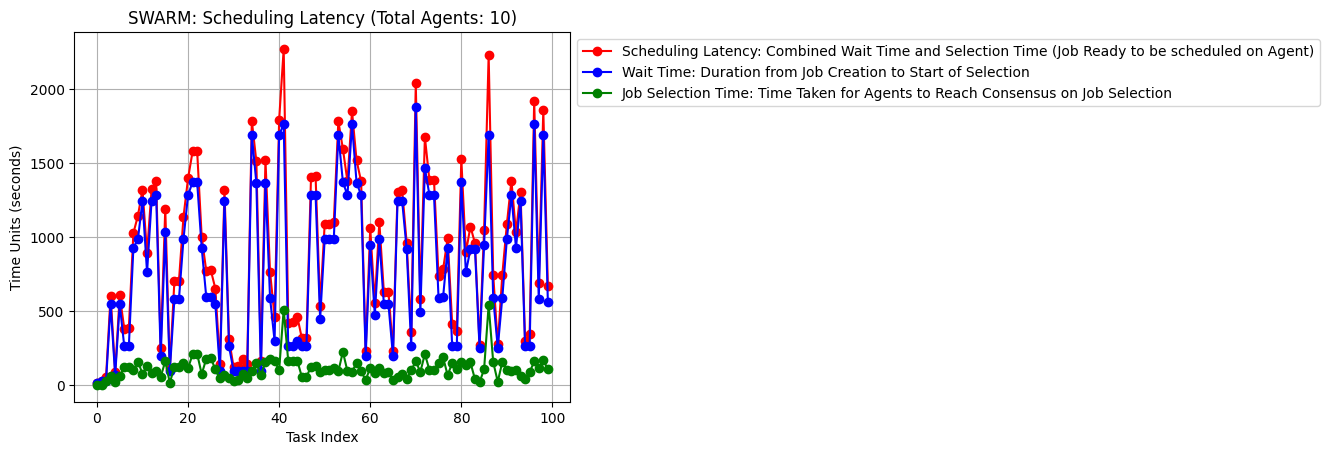 SWARM: Scheduling Latency (Total Agents: 10)
Scheduling Latency: Combined Wait Time and Selection Time (Job Ready to be scheduled on Agent)
Wait Time: Duration from Job Creation to Start of Selection
Job Selection Time: Time Taken for Agents to Reach Consensus on Job Selection
Time Units (seconds)
2000
1500
1000
500
0
0 20 40 60 80 100
Task Index